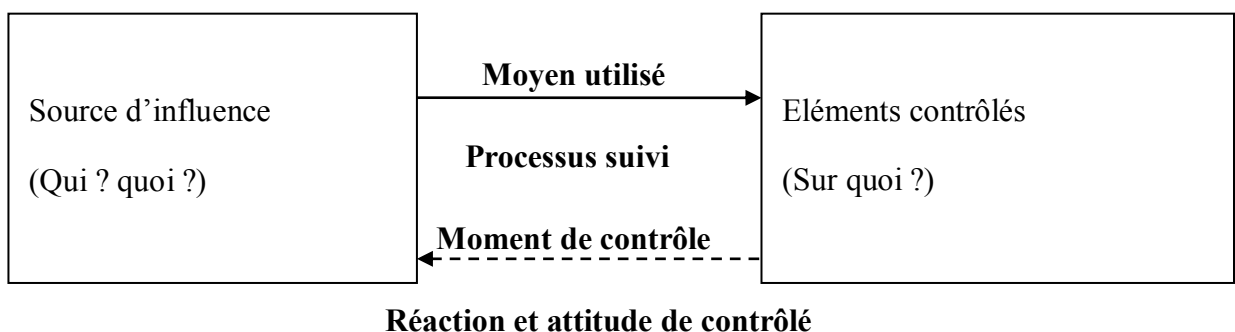 Moyen utilisé
Source d’influence
(Qui ? quoi ?)
Processus suivi
Eléments contrôlés
(Sur quoi ?)
Moment de contrôle
Réaction et attitude de contrôlé